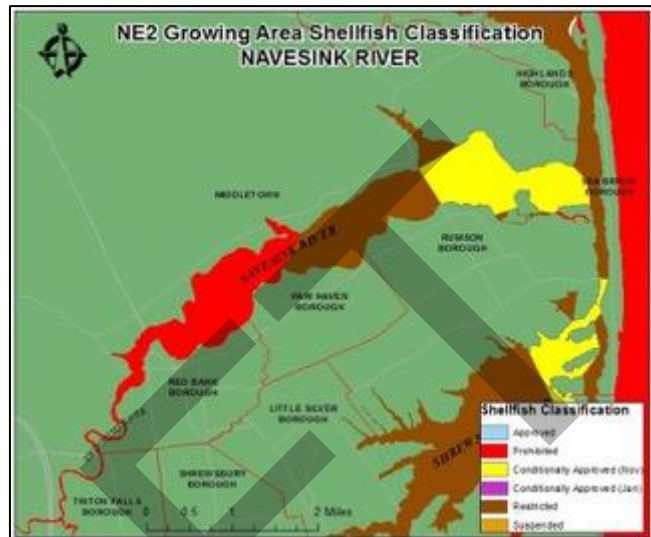 NE2 Growing Area Shellfish Classification
NAVESINK RIVER
HIGHLANDS
BOROUGH
MIDDLETOWN
RUMSON
BOROUGH
FAIR HAVEN
BOROUGH
RED BANK
BOROUGH
LITTLE SILVER
BOROUGH
SHREWSBURY
BOROUGH
TINTON FALLS
BOROUGH
0 0.5 1 2 Miles
Shellfish Classification
Approved
Prohibited
Conditionally Approved (Nov)
Conditionally Approved (Jan)
Restricted
Suspended